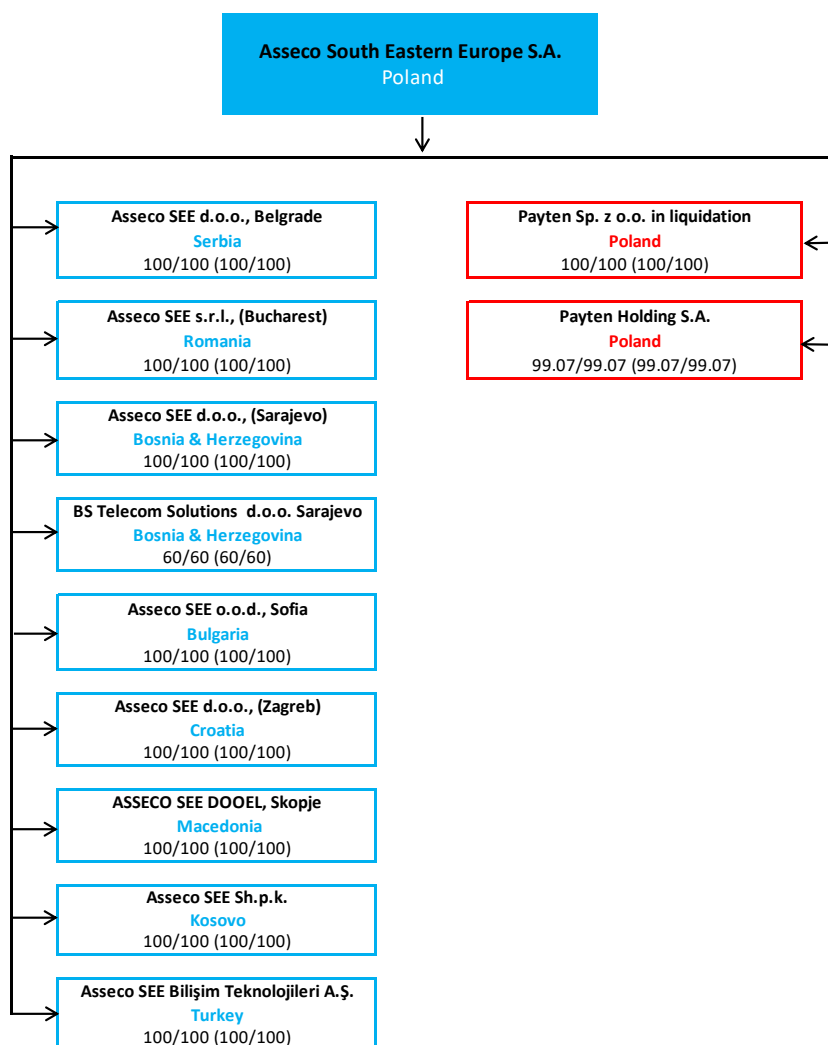 Asseco South Eastern Europe S.A.
Poland
Asseco SEE d.o.o., Belgrade
Serbia
100/100 (100/100)
Asseco SEE s.r.l., (Bucharest)
Romania
100/100 (100/100)
Asseco SEE d.o.o., (Sarajevo)
Bosnia & Herzegovina
100/100 (100/100)
BS Telecom Solutions d.o.o. Sarajevo
Bosnia & Herzegovina
60/60 (60/60)
Asseco SEE o.o.d., Sofia
Bulgaria
100/100 (100/100)
Asseco SEE d.o.o., (Zagreb)
Croatia
100/100 (100/100)
ASSECO SEE DOOEL, Skopje
Macedonia
100/100 (100/100)
Asseco SEE Sh.p.k.
Kosovo
100/100 (100/100)
Asseco SEE Bilişim Teknolojileri A.Ş.
Turkey
100/100 (100/100)
Payten Sp. z o.o. in liquidation
Poland
100/100 (100/100)
Payten Holding S.A.
Poland
99.07/99.07 (99.07/99.07)